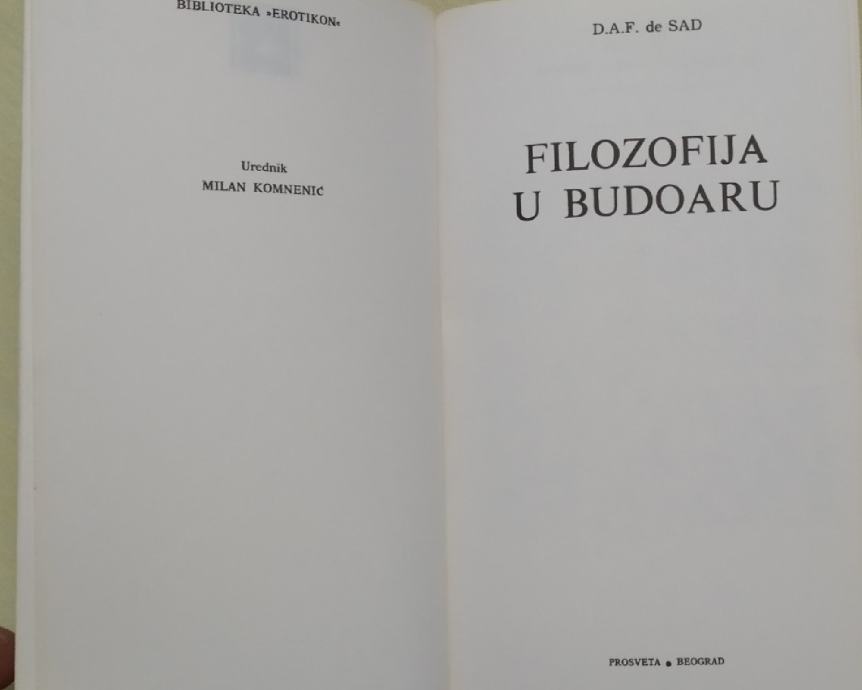 BIBLIOTEKA »EROTIKON«
Urednik
MILAN KOMNENIĆ
D.A.F. de SAD
FILOZOFIJA
U BUDOARU
PROSVETA • BEOGRAD